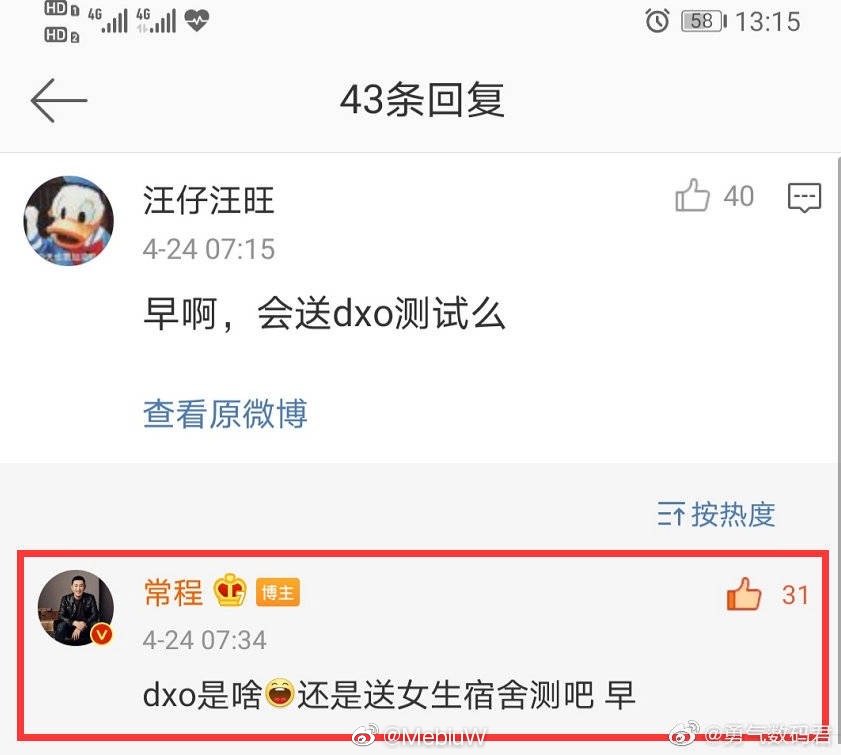 HD 1 4G 4G 58 13:15
HD 2
43条回复
汪仔汪旺 40
4-24 07:15
早啊，会送dxo测试么
查看原微博
按热度
常程 博主 31
4-24 07:34
dxo是啥😄还是送女生宿舍测吧 早
@MebiuW @勇气数码君